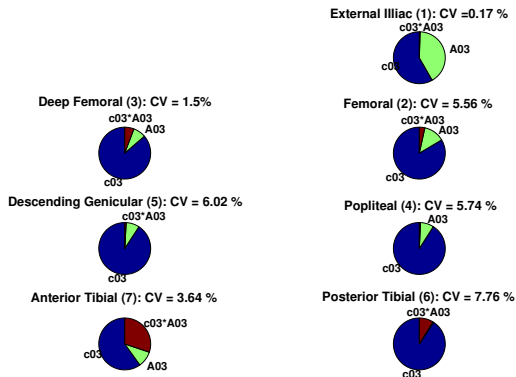 External Illiac (1): CV =0.17 %
c03*A03
A03
c03
Deep Femoral (3): CV = 1.5%
c03*A03
A03
c03
Femoral (2): CV = 5.56 %
c03*A03
A03
c03
Descending Genicular (5): CV = 6.02 %
c03*A03
c03
Popliteal (4): CV = 5.74 %
A03
c03
Anterior Tibial (7): CV = 3.64 %
c03*A03
c03
A03
Posterior Tibial (6): CV = 7.76 %
c03*A03
c03